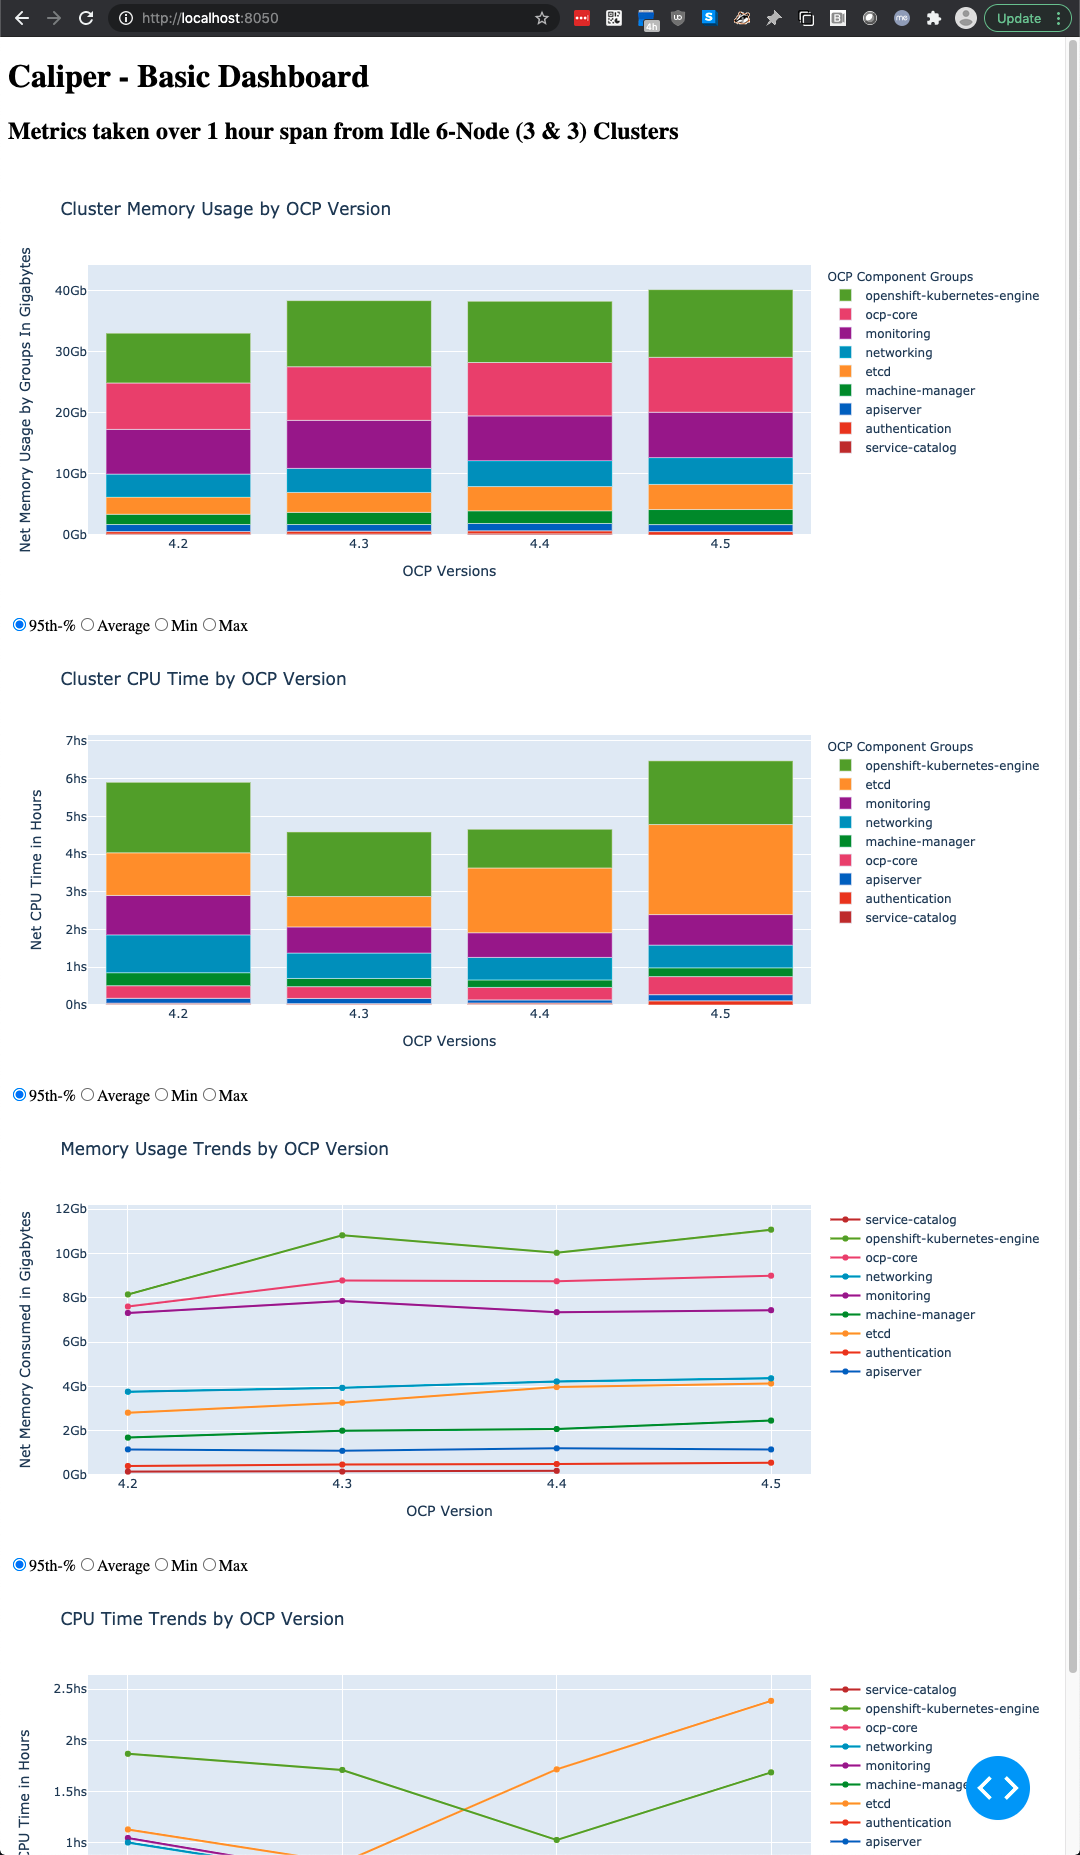 http://localhost:8050
4h
UD
S
B
me
Update
Caliper - Basic Dashboard
Metrics taken over 1 hour span from Idle 6-Node (3 & 3) Clusters
Cluster Memory Usage by OCP Version
Net Memory Usage by Groups In Gigabytes
40Gb
30Gb
20Gb
10Gb
0Gb
4.2 4.3 4.4 4.5
OCP Versions
OCP Component Groups
openshift-kubernetes-engine
ocp-core
monitoring
networking
etcd
machine-manager
apiserver
authentication
service-catalog
95th-% Average Min Max
Cluster CPU Time by OCP Version
Net CPU Time in Hours
7hs
6hs
5hs
4hs
3hs
2hs
1hs
0hs
4.2 4.3 4.4 4.5
OCP Versions
OCP Component Groups
openshift-kubernetes-engine
etcd
monitoring
networking
machine-manager
ocp-core
apiserver
authentication
service-catalog
95th-% Average Min Max
Memory Usage Trends by OCP Version
Net Memory Consumed in Gigabytes
12Gb
10Gb
8Gb
6Gb
4Gb
2Gb
0Gb
4.2 4.3 4.4 4.5
OCP Version
service-catalog
openshift-kubernetes-engine
ocp-core
networking
monitoring
machine-manager
etcd
authentication
apiserver
95th-% Average Min Max
CPU Time Trends by OCP Version
CPU Time in Hours
2.5hs
2hs
1.5hs
1hs
service-catalog
openshift-kubernetes-engine
ocp-core
networking
monitoring
machine-manage
etcd
authentication
apiserver